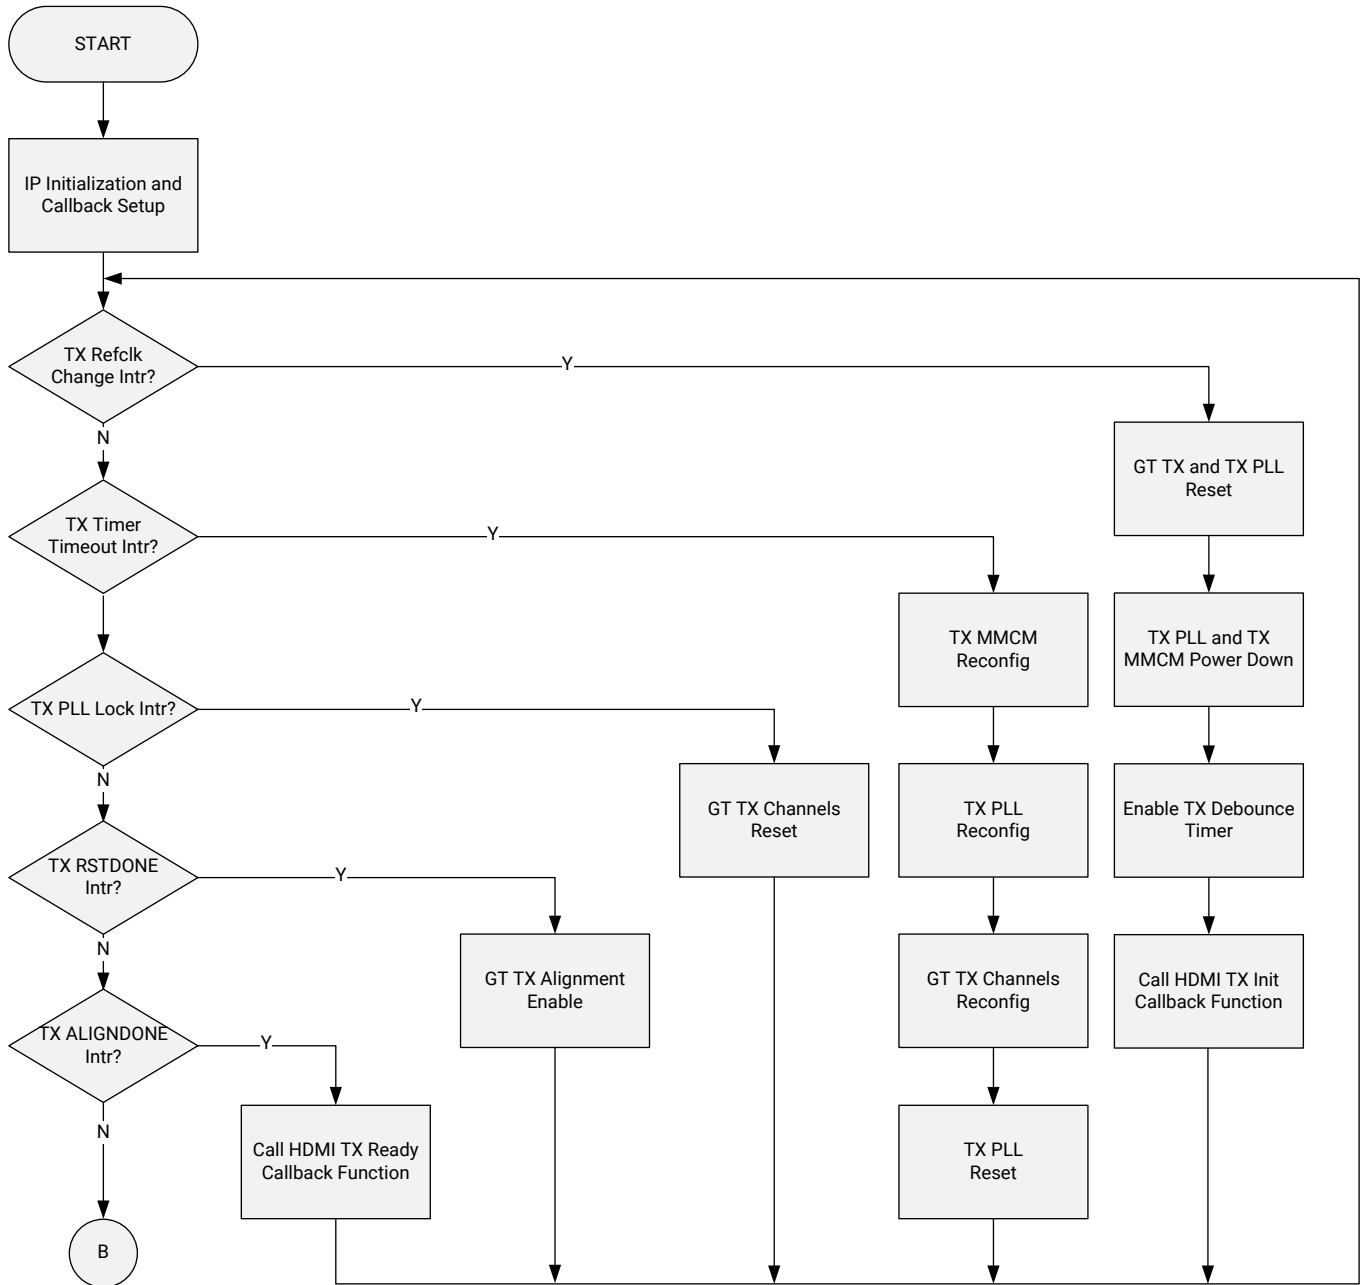 START
IP Initialization and
Callback Setup
TX Refclk
Change Intr?
Y
N
GT TX and TX PLL
Reset
TX Timer
Timeout Intr?
Y
TX MMCM
Reconfig
TX PLL and TX
MMCM Power Down
TX PLL Lock Intr?
Y
N
GT TX Channels
Reset
TX PLL
Reconfig
Enable TX Debounce
Timer
TX RSTDONE
Intr?
Y
N
GT TX Alignment
Enable
GT TX Channels
Reconfig
Call HDMI TX Init
Callback Function
TX ALIGNDONE
Intr?
Y
N
Call HDMI TX Ready
Callback Function
TX PLL
Reset
B